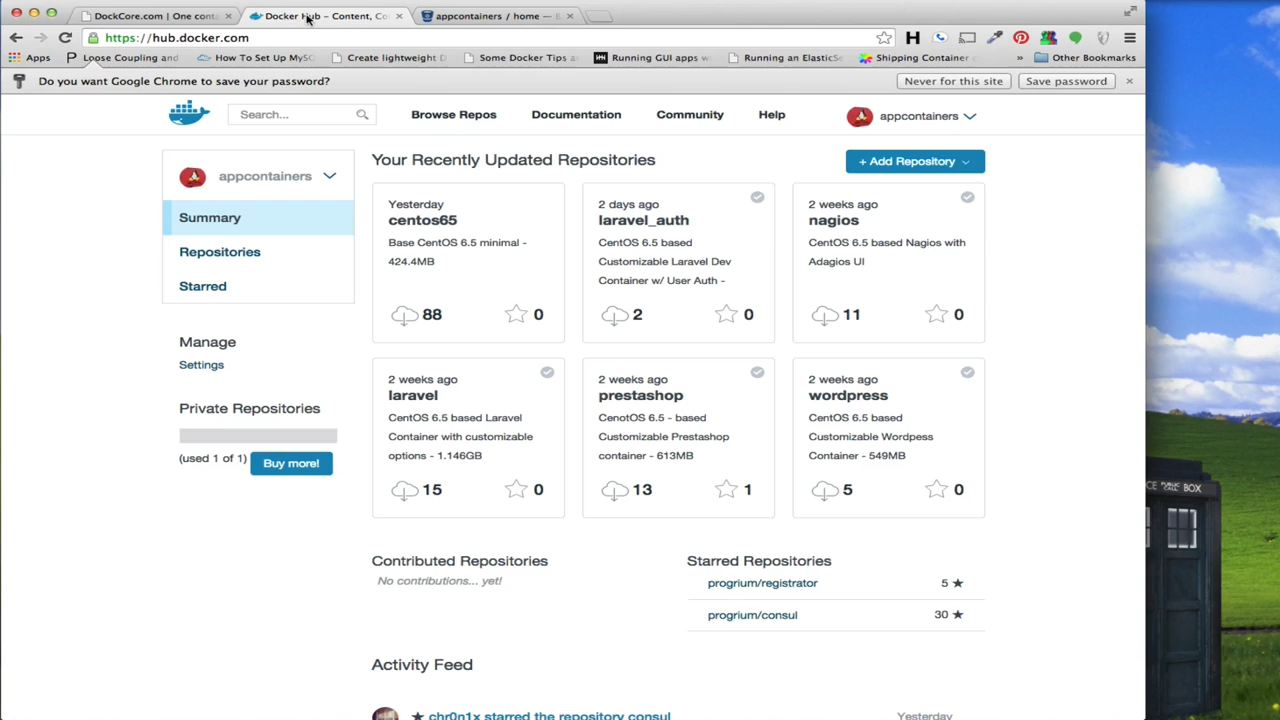 DockCore.com | One cont
Docker Hub – Content, Co
appcontainers / home — B
https://hub.docker.com
Apps
Loose Coupling and
How To Set Up MySQ
Create lightweight D
Some Docker Tips a
Running GUI apps w
Running an ElasticSe
Shipping Container
»
Other Bookmarks
Do you want Google Chrome to save your password?
Never for this site
Save password
Search...
Browse Repos
Documentation
Community
Help
appcontainers
appcontainers
Summary
Repositories
Starred
Manage
Settings
Private Repositories
(used 1 of 1)
Buy more!
Your Recently Updated Repositories
+ Add Repository
Yesterday
centos65
Base CentOS 6.5 minimal -
424.4MB
88
0
2 days ago
laravel_auth
CentOS 6.5 based
Customizable Laravel Dev
Container w/ User Auth -
2
0
2 weeks ago
nagios
CentOS 6.5 based Nagios with
Adagios UI
11
0
2 weeks ago
laravel
CentOS 6.5 based Laravel
Container with customizable
options - 1.146GB
15
0
2 weeks ago
prestashop
CenotOS 6.5 - based
Customizable Prestashop
container - 613MB
13
1
2 weeks ago
wordpress
CentOS 6.5 based
Customizable Wordpess
Container - 549MB
5
0
Contributed Repositories
No contributions... yet!
Starred Repositories
progrium/registrator
5
progrium/consul
30
Activity Feed
chr0n1x starred the repository consul
Yesterday
CE PUBLIC CALL BOX